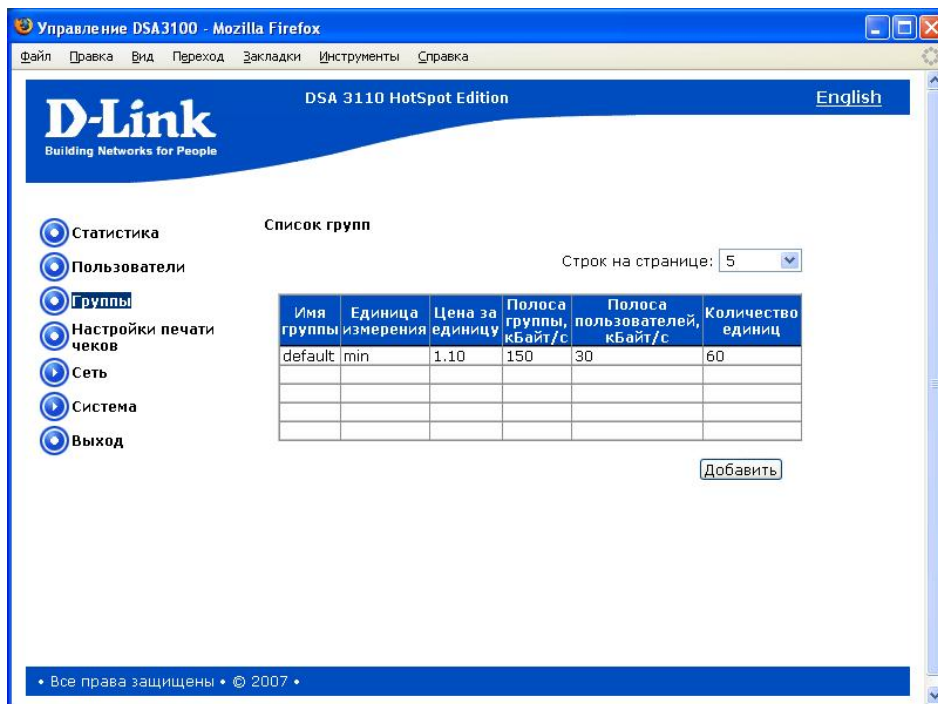 Управление DSA3100 - Mozilla Firefox
Файл Правка Вид Переход Закладки Инструменты Справка
D-Link
Building Networks for People
DSA 3110 HotSpot Edition
English
Статистика
Пользователи
Группы
Настройки печати
чеков
Сеть
Система
Выход
Список групп
Строк на странице: 5
Имя группы Единица измерения Цена за единицу Полоса группы, кБайт/с Полоса пользователей, кБайт/с Количество единиц
default min 1.10 150 30 60
Добавить
• Все права защищены • © 2007 •